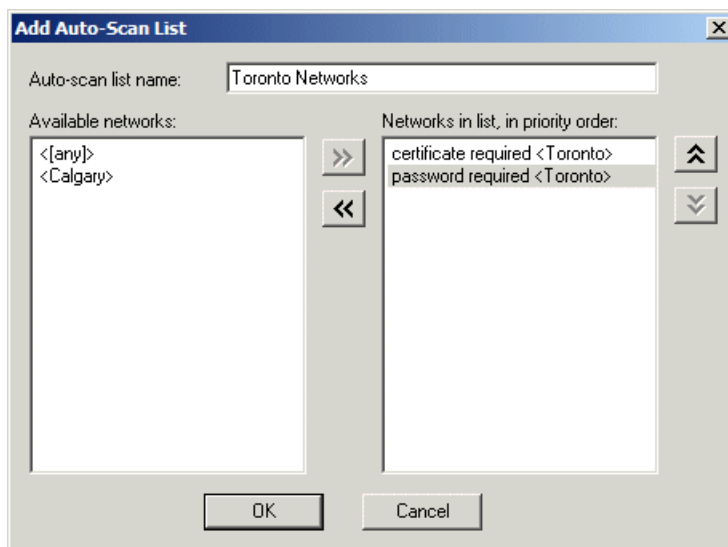 Add Auto-Scan List
Auto-scan list name: Toronto Networks
Available networks:
<[any]>
<Calgary>
Networks in list, in priority order:
certificate required <Toronto>
password required <Toronto>
OK Cancel